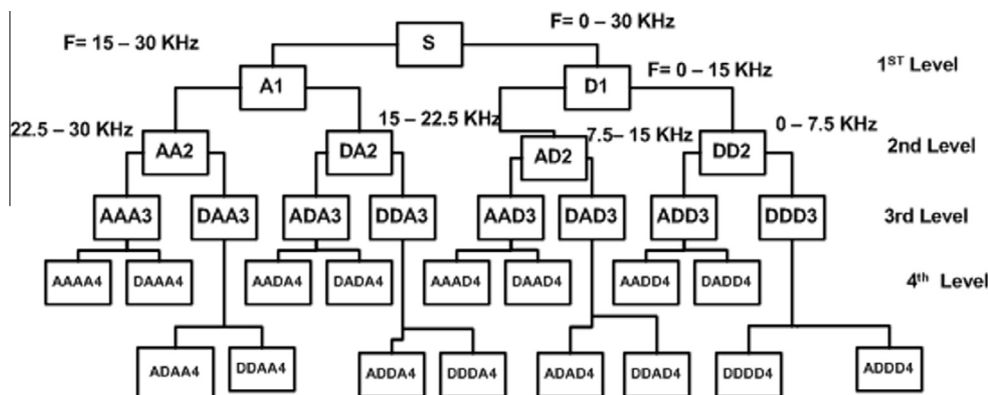 F= 0 – 30 KHz
S
F= 15 – 30 KHz
1ST Level
F= 0 – 15 KHz
A1
D1
15 – 22.5 KHz
0 – 7.5 KHz
22.5 – 30 KHz
7.5– 15 KHz
2nd Level
AA2
DA2
AD2
DD2
AAA3
DAA3
ADA3
DDA3
AAD3
DAD3
ADD3
DDD3
3rd Level
AAAA4
DAAA4
AADA4
DADA4
AAAD4
DAAD4
AADD4
DADD4
4th Level
ADAA4
DDAA4
ADDA4
DDDA4
ADAD4
DDAD4
DDDD4
ADDD4